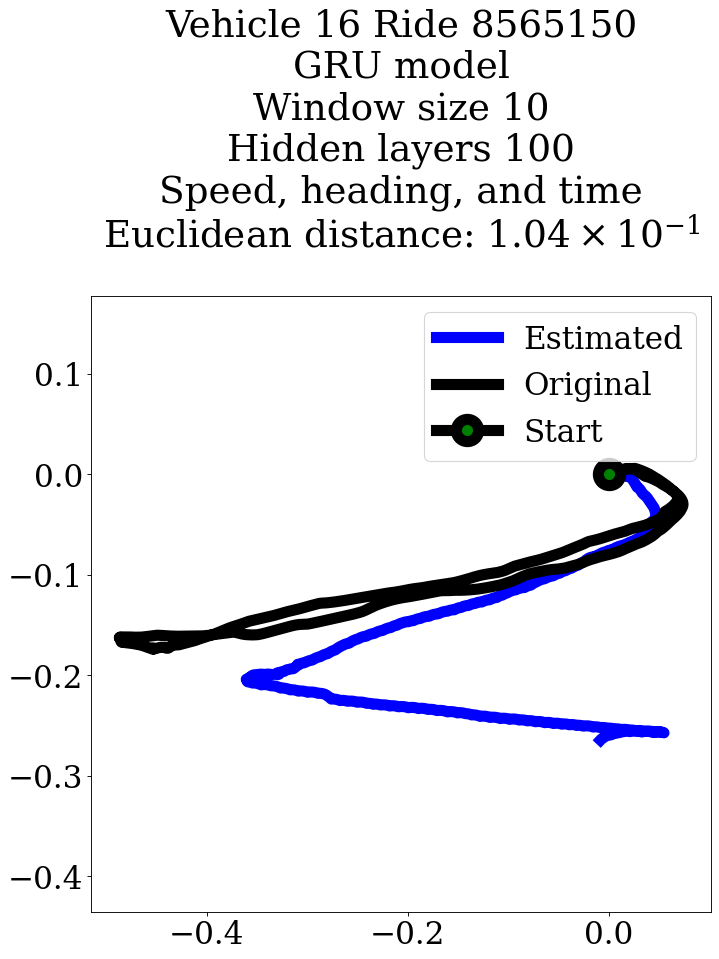 Vehicle 16 Ride 8565150
GRU model
Window size 10
Hidden layers 100
Speed, heading, and time
Euclidean distance: 1.04 × 10⁻¹
Estimated
Original
Start
0.1
0.0
−0.1
−0.2
−0.3
−0.4
−0.4 −0.2 0.0